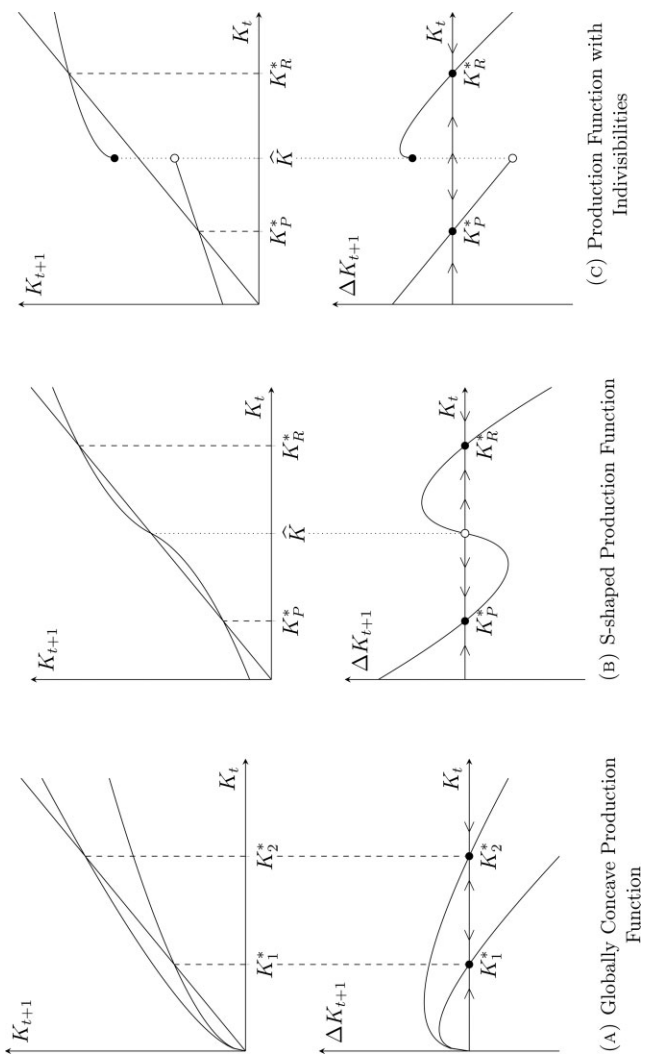 K_{t+1}
K_t
K_1^*
K_2^*
ΔK_{t+1}
K_t
K_1^*
K_2^*
(A) Globally Concave Production
Function
K_{t+1}
K_t
K_P^*
K̂
K_R^*
ΔK_{t+1}
K_t
K_P^*
K_R^*
(B) S-shaped Production Function
K_{t+1}
K_t
K_P^*
K̂
K_R^*
ΔK_{t+1}
K_t
K_P^*
K_R^*
(C) Production Function with
Indivisibilities